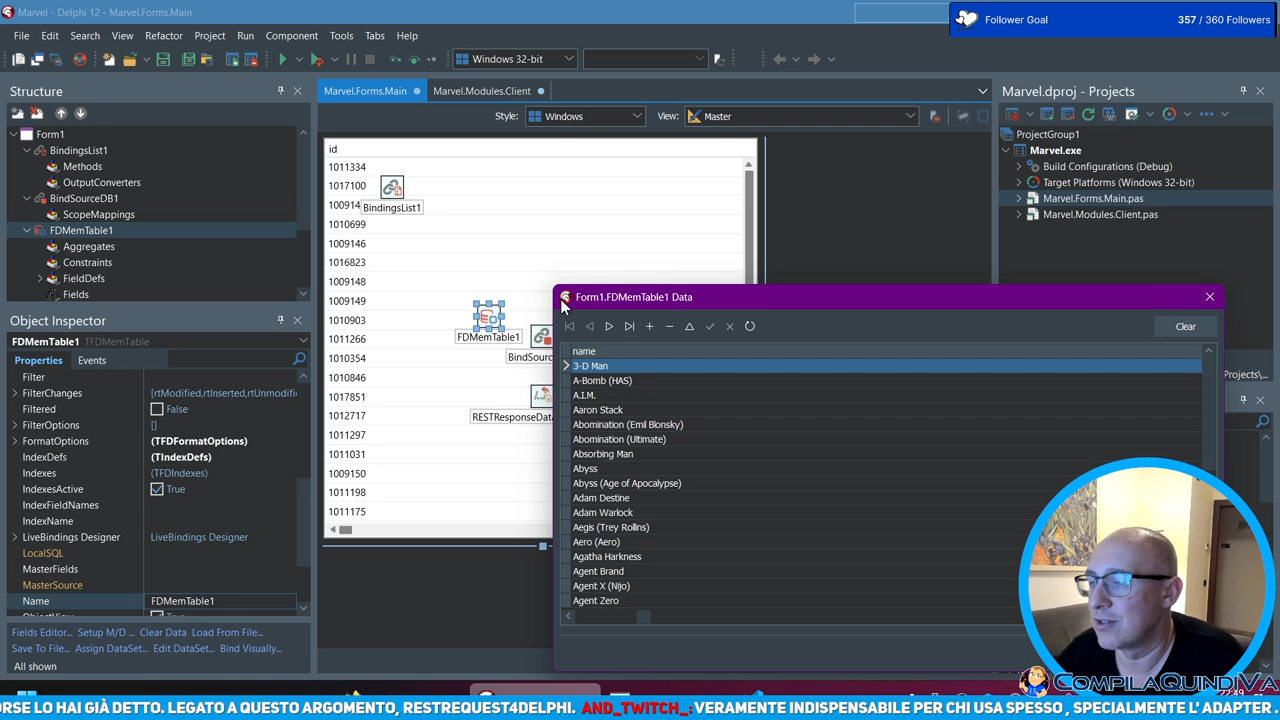 Marvel - Delphi 12 - Marvel.Forms.Main
Follower Goal 357 / 360 Followers
File Edit Search View Refactor Project Run Component Tools Tabs Help
Windows 32-bit
Structure
Form1
BindingsList1
Methods
OutputConverters
BindSourceDB1
ScopeMappings
FDMemTable1
Aggregates
Constraints
FieldDefs
Fields
Object Inspector
FDMemTable1 TFDMemTable
Properties Events
Filter
FilterChanges [rtModified,rtInserted,rtUnmodifi
Filtered False
FilterOptions []
FormatOptions (TFDFormatOptions)
IndexDefs (TIndexDefs)
Indexes (TFDIndexes)
IndexesActive True
IndexFieldNames
IndexName
LiveBindings Designer LiveBindings Designer
LocalSQL
MasterFields
MasterSource
Name FDMemTable1
Fields Editor... Setup M/D ... Clear Data Load From File...
Save To File... Assign DataSet... Edit DataSet... Bind Visually...
All shown
Marvel.Forms.Main Marvel.Modules.Client
Style: Windows View: Master
id
1011334
1017100
BindingsList1
100914
1010699
1009146
1016823
1009148
1009149
1010903
FDMemTable1
1011266
BindSour
1010354
1010846
1017851
RESTResponseData
1012717
1011297
1011031
1009150
1011198
1011175
Form1.FDMemTable1 Data
Clear
name
3-D Man
A-Bomb (HAS)
A.I.M.
Aaron Stack
Abomination (Emil Blonsky)
Abomination (Ultimate)
Absorbing Man
Abyss
Abyss (Age of Apocalypse)
Adam Destine
Adam Warlock
Aegis (Trey Rollins)
Aero (Aero)
Agatha Harkness
Agent Brand
Agent X (Nijo)
Agent Zero
Marvel.dproj - Projects
ProjectGroup1
Marvel.exe
Build Configurations (Debug)
Target Platforms (Windows 32-bit)
Marvel.Forms.Main.pas
Marvel.Modules.Client.pas
Projects\...
COMPILAQUINDIVA
22:49
ORSE LO HAI GIÀ DETTO. LEGATO A QUESTO ARGOMENTO, RESTREQUEST4DELPHI. AND_TWITCH_: VERAMENTE INDISPENSABILE PER CHI USA SPESSO , SPECIALMENTE L' ADAPTER .